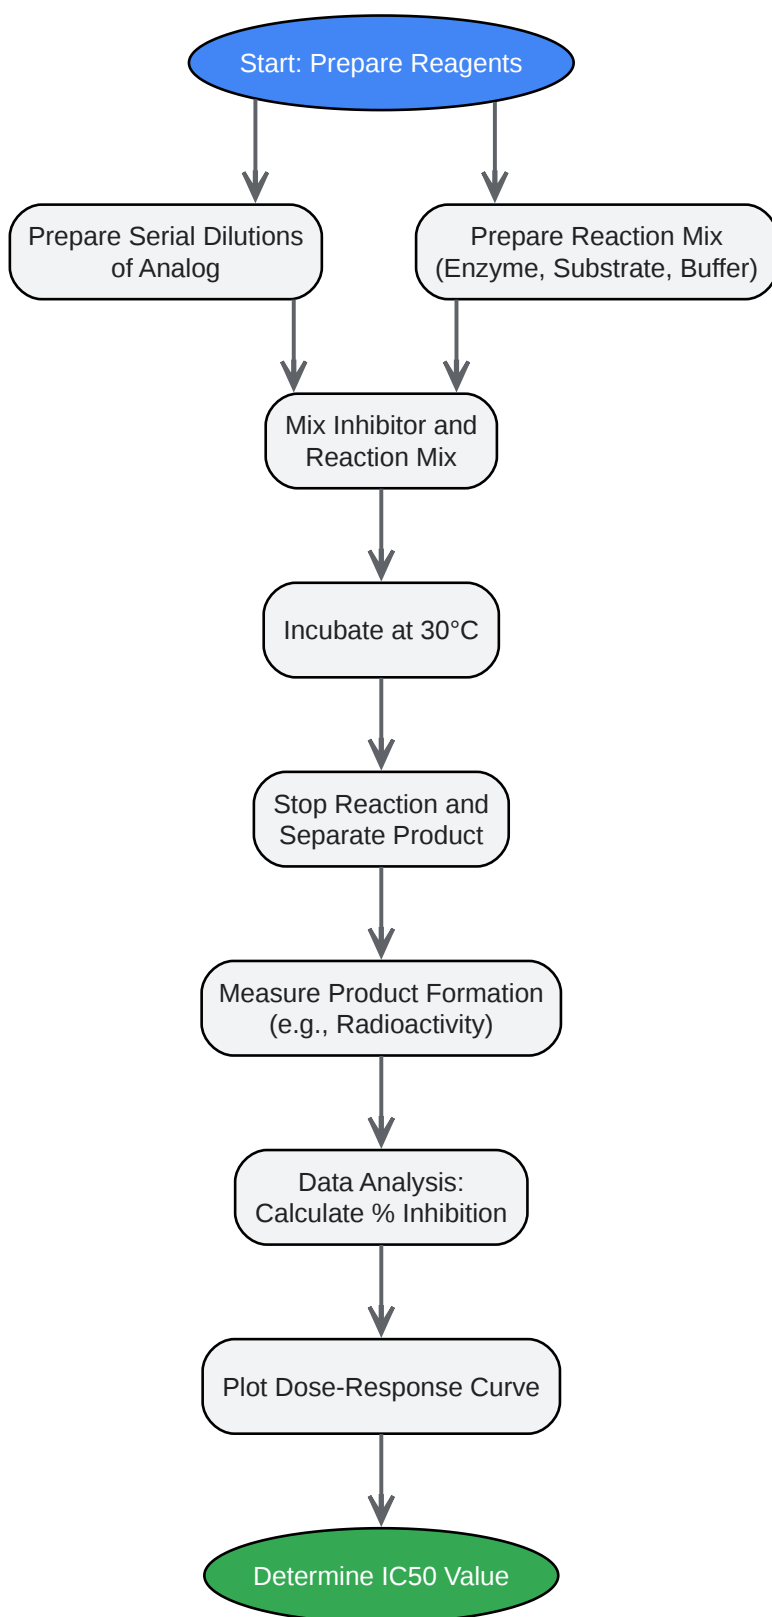 Start: Prepare Reagents
Prepare Serial Dilutions
of Analog
Prepare Reaction Mix
(Enzyme, Substrate, Buffer)
Mix Inhibitor and
Reaction Mix
Incubate at 30°C
Stop Reaction and
Separate Product
Measure Product Formation
(e.g., Radioactivity)
Data Analysis:
Calculate % Inhibition
Plot Dose-Response Curve
Determine IC50 Value